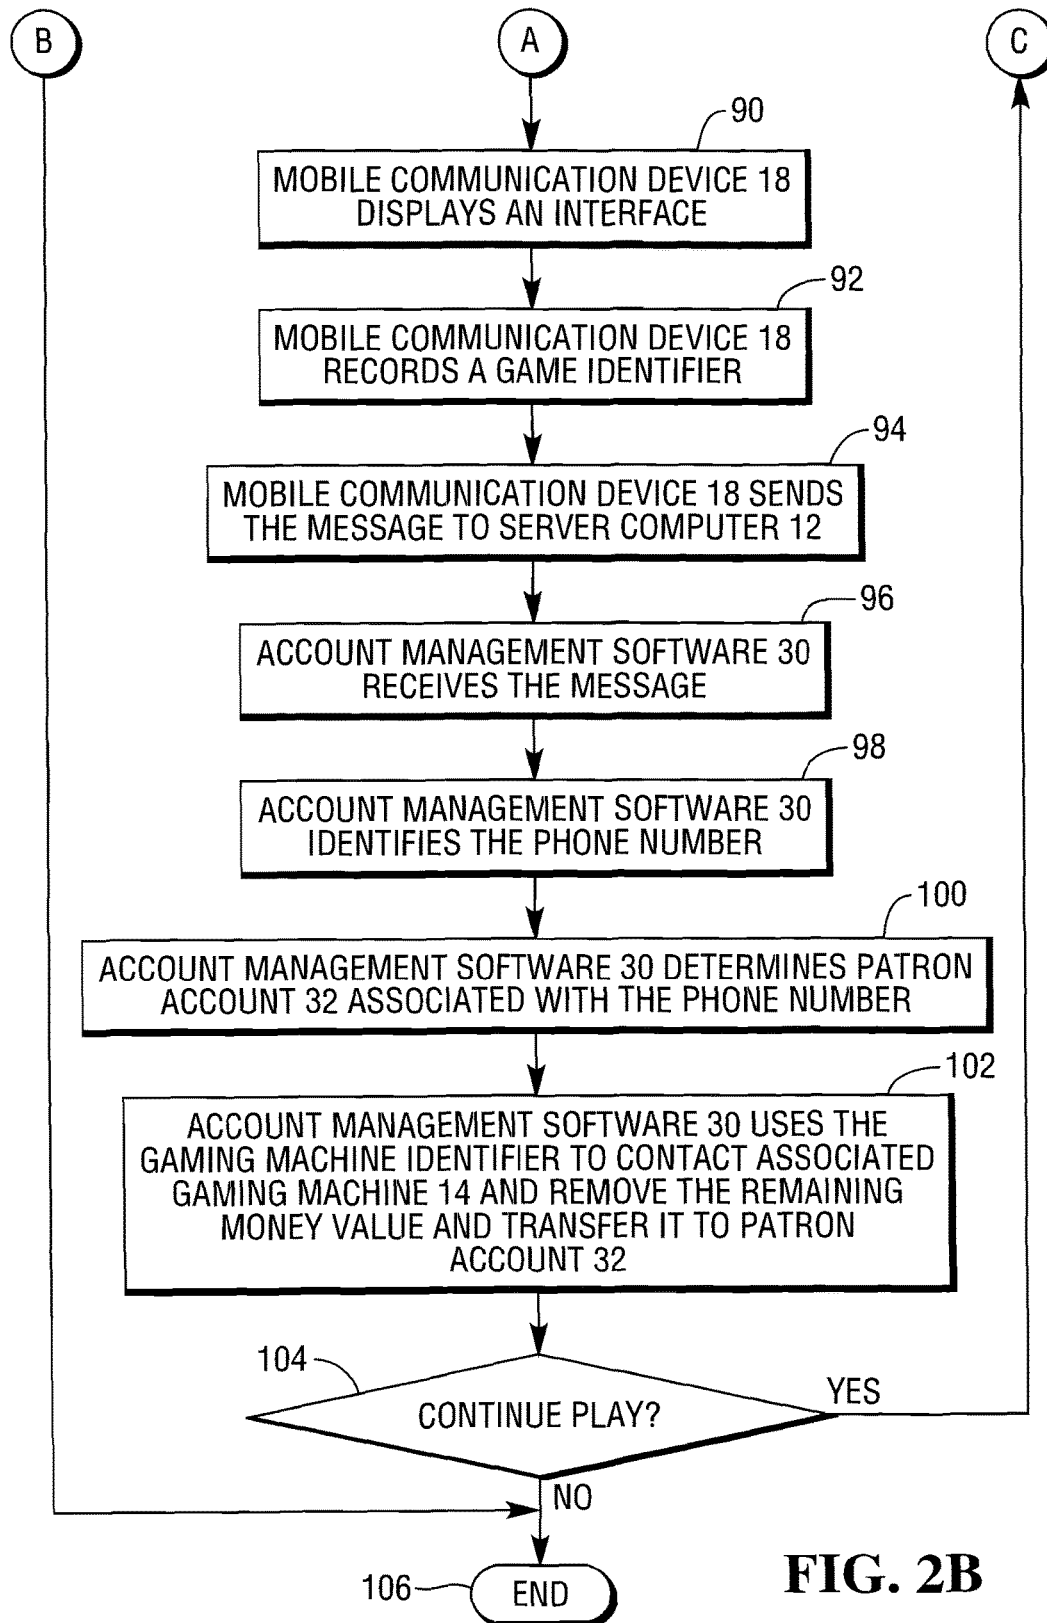 B
A
C
90
MOBILE COMMUNICATION DEVICE 18
DISPLAYS AN INTERFACE
92
MOBILE COMMUNICATION DEVICE 18
RECORDS A GAME IDENTIFIER
94
MOBILE COMMUNICATION DEVICE 18 SENDS
THE MESSAGE TO SERVER COMPUTER 12
96
ACCOUNT MANAGEMENT SOFTWARE 30
RECEIVES THE MESSAGE
98
ACCOUNT MANAGEMENT SOFTWARE 30
IDENTIFIES THE PHONE NUMBER
100
ACCOUNT MANAGEMENT SOFTWARE 30 DETERMINES PATRON
ACCOUNT 32 ASSOCIATED WITH THE PHONE NUMBER
102
ACCOUNT MANAGEMENT SOFTWARE 30 USES THE
GAMING MACHINE IDENTIFIER TO CONTACT ASSOCIATED
GAMING MACHINE 14 AND REMOVE THE REMAINING
MONEY VALUE AND TRANSFER IT TO PATRON
ACCOUNT 32
104
YES
CONTINUE PLAY?
NO
106
END
FIG. 2B